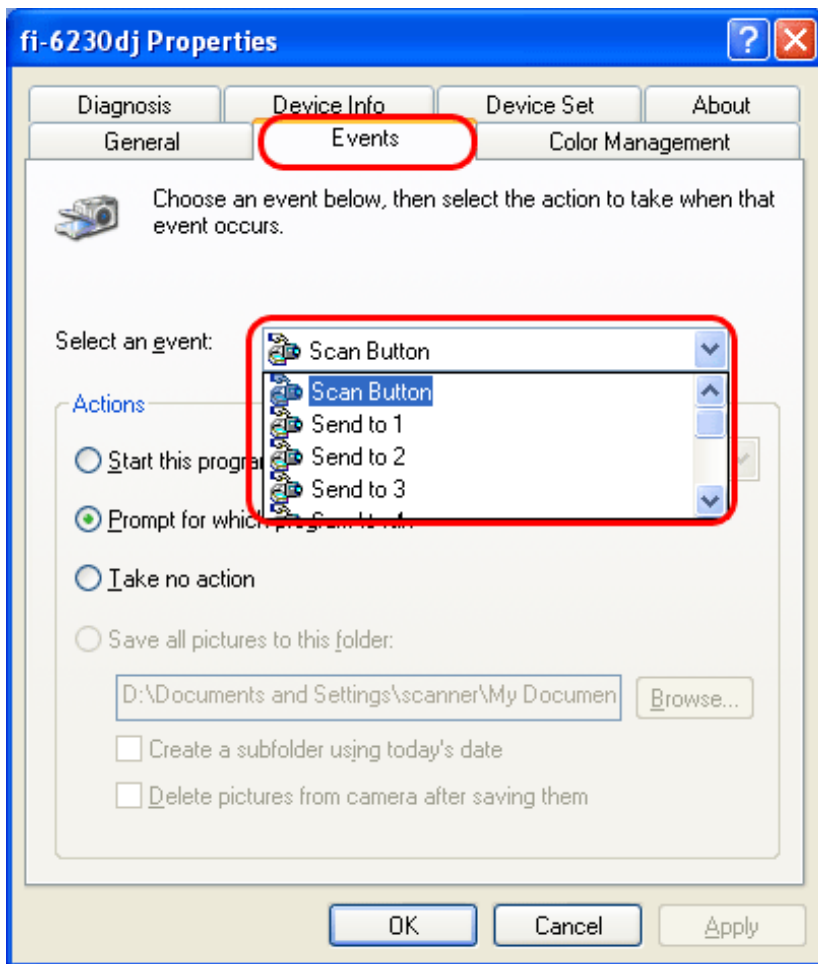 fi-6230dj Properties
Diagnosis Device Info Device Set About
General Events Color Management
Choose an event below, then select the action to take when that
event occurs.
Select an event: Scan Button
Scan Button
Actions
Send to 1
Start this Send to 2
Send to 3
Prompt for which
Take no action
Save all pictures to this folder:
D:\Documents and Settings\scanner\My Documen Browse...
Create a subfolder using today's date
Delete pictures from camera after saving them
OK Cancel Apply